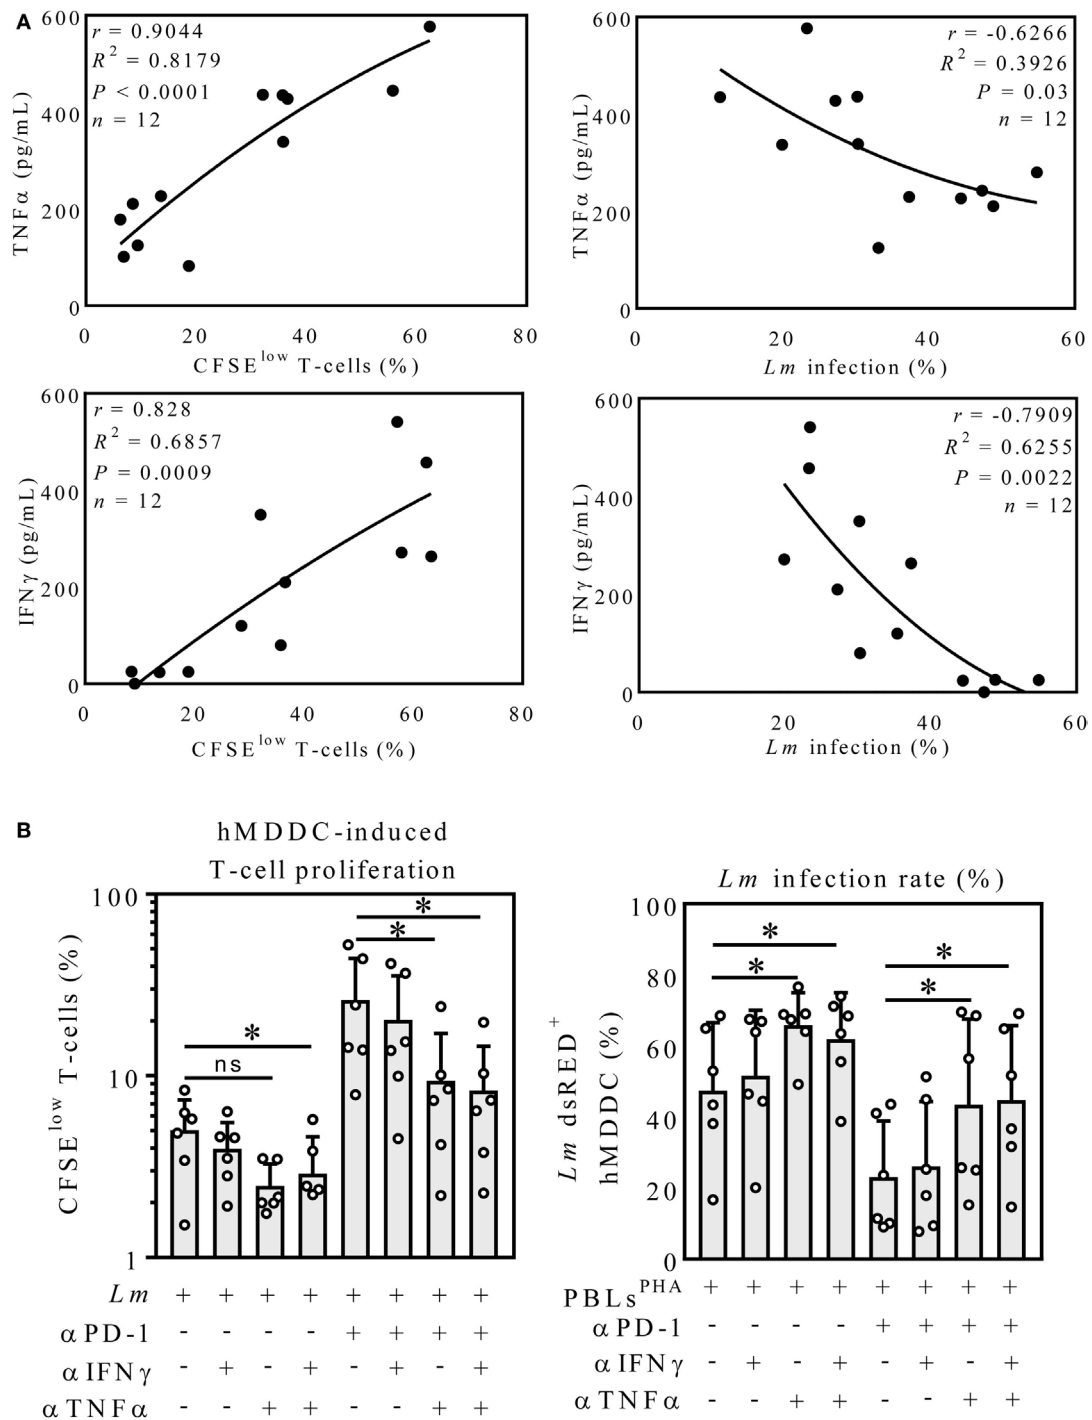 A
600
400
200
0
TNFα (pg/mL)
r = 0.9044
R² = 0.8179
P < 0.0001
n = 12
0 20 40 60 80
CFSE^low T-cells (%)
600
400
200
0
TNFα (pg/mL)
r = -0.6266
R² = 0.3926
P = 0.03
n = 12
0 20 40 60
Lm infection (%)
600
400
200
0
IFNγ (pg/mL)
r = 0.828
R² = 0.6857
P = 0.0009
n = 12
0 20 40 60 80
CFSE^low T-cells (%)
600
400
200
0
IFNγ (pg/mL)
r = -0.7909
R² = 0.6255
P = 0.0022
n = 12
0 20 40 60
Lm infection (%)
B
hMDDC-induced
T-cell proliferation
CFSE^low T-cells (%)
100
10
1
*
*
*
ns
Lm + + + + + + + +
αPD-1 - - - - + + + +
αIFNγ - + - + - + - +
αTNFα - - + + - - + +
Lm infection rate (%)
Lm dsRED⁺
hMDDC (%)
100
80
60
40
20
0
*
*
*
*
PBLs^PHA + + + + + + + +
αPD-1 - - - - + + + +
αIFNγ - + - + - + - +
αTNFα - - + + - - + +